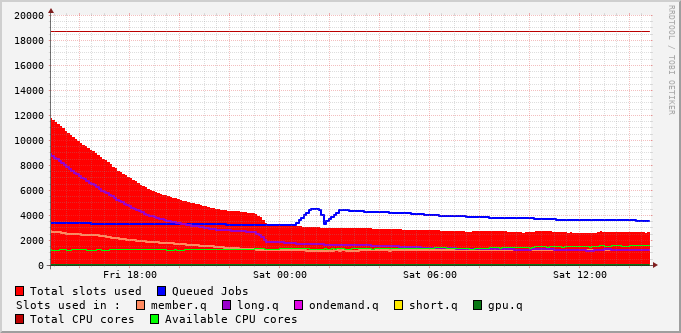 RRDTOOL / TOBI OETIKER
20000
18000
16000
14000
12000
10000
8000
6000
4000
2000
0
Fri 18:00 Sat 00:00 Sat 06:00 Sat 12:00
Total slots used Queued Jobs
Slots used in : member.q long.q ondemand.q short.q gpu.q
Total CPU cores Available CPU cores